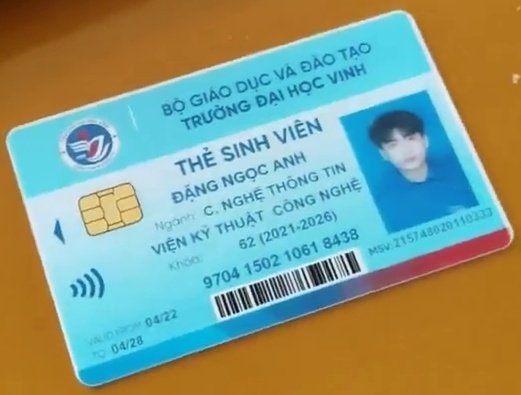 BỘ GIÁO DỤC VÀ ĐÀO TẠO
TRƯỜNG ĐẠI HỌC VINH
THẺ SINH VIÊN
ĐẶNG NGỌC ANH
Ngành: C. NGHỆ THÔNG TIN
VIỆN KỸ THUẬT CÔNG NGHỆ
Khóa: 62 (2021-2026)
9704 1502 1061 8438
MSV: 215748020110233
VALID FROM: 04/22
TO: 04/28